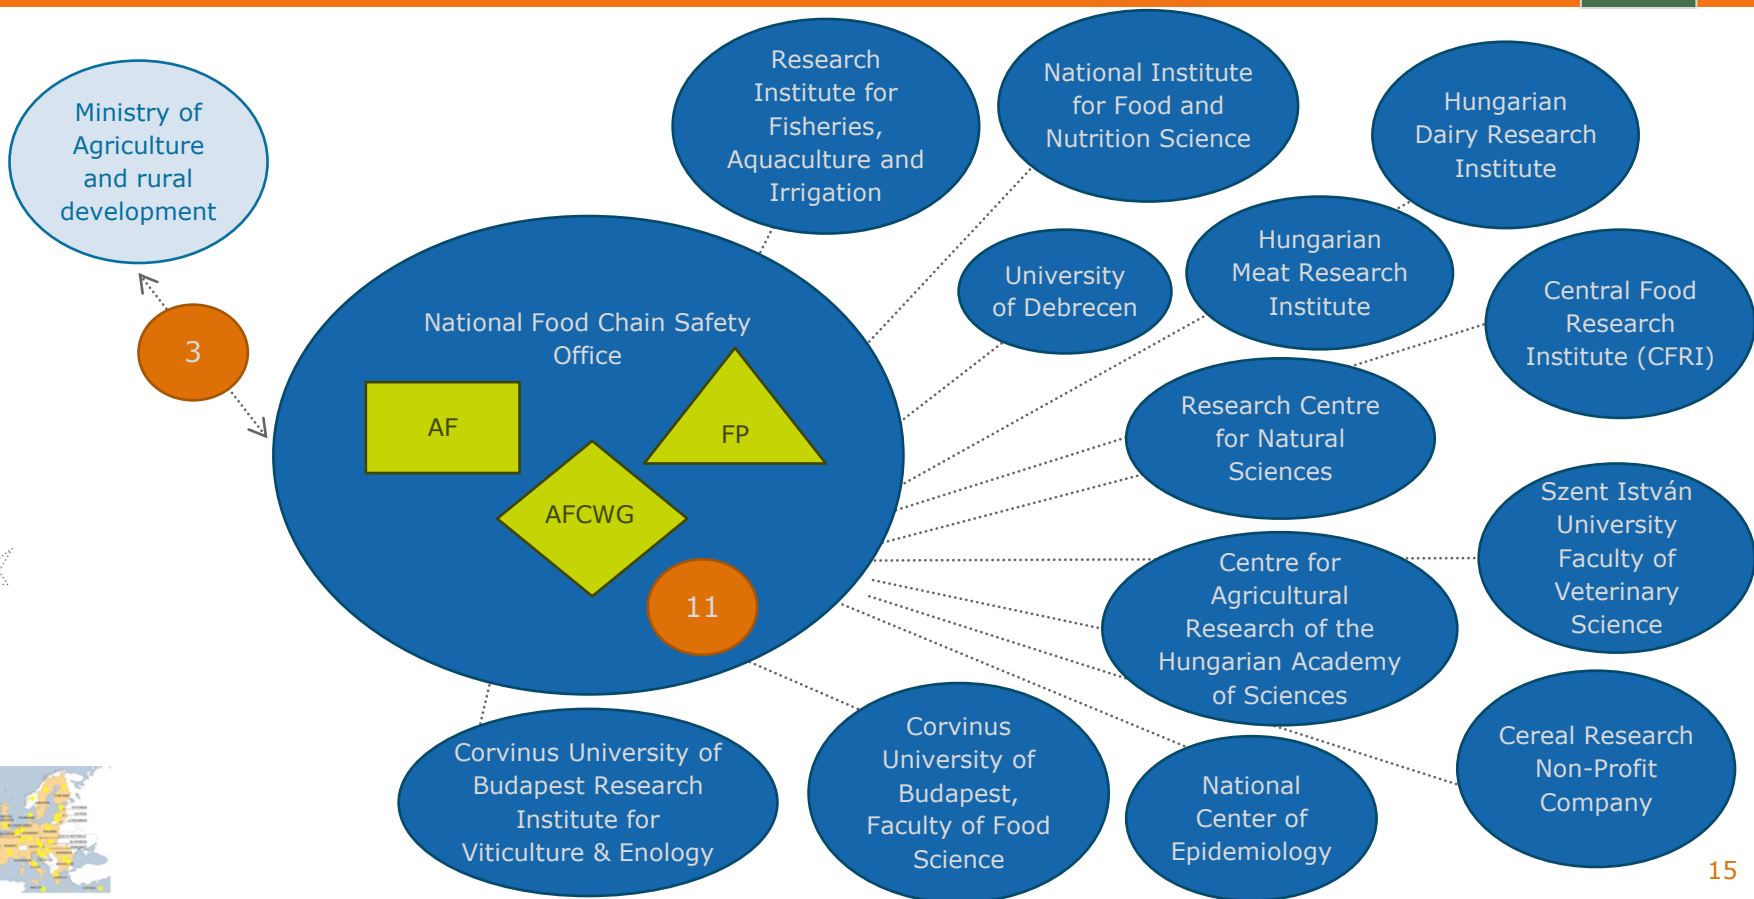 Ministry of
Agriculture
and rural
development
3
National Food Chain Safety
Office
AF
FP
AFCWG
11
Research
Institute for
Fisheries,
Aquaculture and
Irrigation
National Institute
for Food and
Nutrition Science
Hungarian
Dairy Research
Institute
University
of Debrecen
Hungarian
Meat Research
Institute
Central Food
Research
Institute (CFRI)
Research Centre
for Natural
Sciences
Szent István
University
Faculty of
Veterinary
Science
Centre for
Agricultural
Research of the
Hungarian Academy
of Sciences
Corvinus University of
Budapest Research
Institute for
Viticulture & Enology
Corvinus
University of
Budapest,
Faculty of Food
Science
National
Center of
Epidemiology
Cereal Research
Non-Profit
Company
15